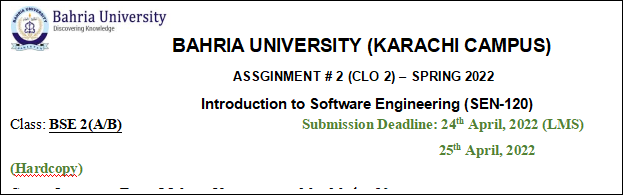 Bahria University
Discovering Knowledge
BAHRIA UNIVERSITY (KARACHI CAMPUS)
ASSGINMENT # 2 (CLO 2) – SPRING 2022
Introduction to Software Engineering (SEN-120)
Class: BSE 2(A/B) Submission Deadline: 24th April, 2022 (LMS)
25th April, 2022
(Hardcopy)